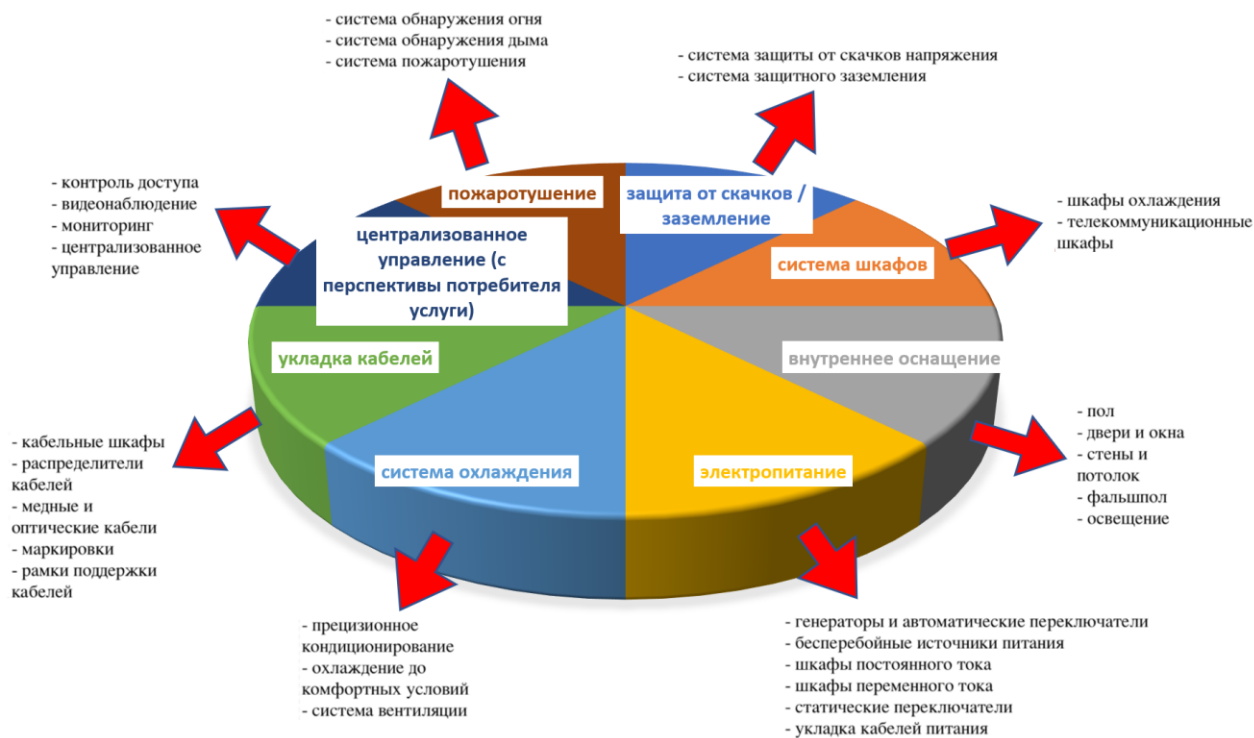 - система обнаружения огня
- система обнаружения дыма
- система пожаротушения
- система защиты от скачков напряжения
- система защитного заземления
пожаротушение
защита от скачков /
заземление
- контроль доступа
- видеонаблюдение
- мониторинг
- централизованное
управление
централизованное
управление (с
перспективы потребителя
услуги)
система шкафов
- шкафы охлаждения
- телекоммуникационные
шкафы
укладка кабелей
внутреннее оснащение
- кабельные шкафы
- распределители
кабелей
- медные и
оптические кабели
- маркировки
- рамки поддержки
кабелей
система охлаждения
электропитание
- пол
- двери и окна
- стены и
потолок
- фальшпол
- освещение
- прецизионное
кондиционирование
- охлаждение до
комфортных условий
- система вентиляции
- генераторы и автоматические переключатели
- бесперебойные источники питания
- шкафы постоянного тока
- шкафы переменного тока
- статические переключатели
- укладка кабелей питания